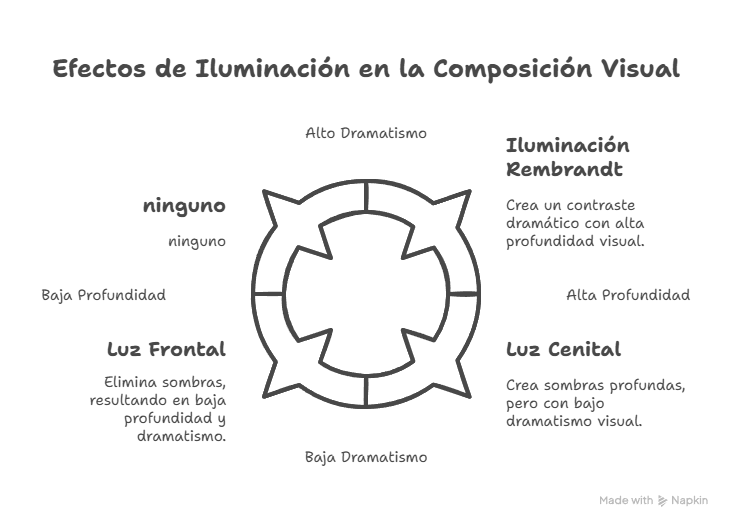 Efectos de Iluminación en la Composición Visual
Alto Dramatismo
Iluminación
Rembrandt
Crea un contraste
dramático con alta
profundidad visual.
ninguno
ninguno
Baja Profundidad
Alta Profundidad
Luz Frontal
Elimina sombras,
resultando en baja
profundidad y
dramatismo.
Luz Cenital
Crea sombras profundas,
pero con bajo
dramatismo visual.
Baja Dramatismo
Made with Napkin